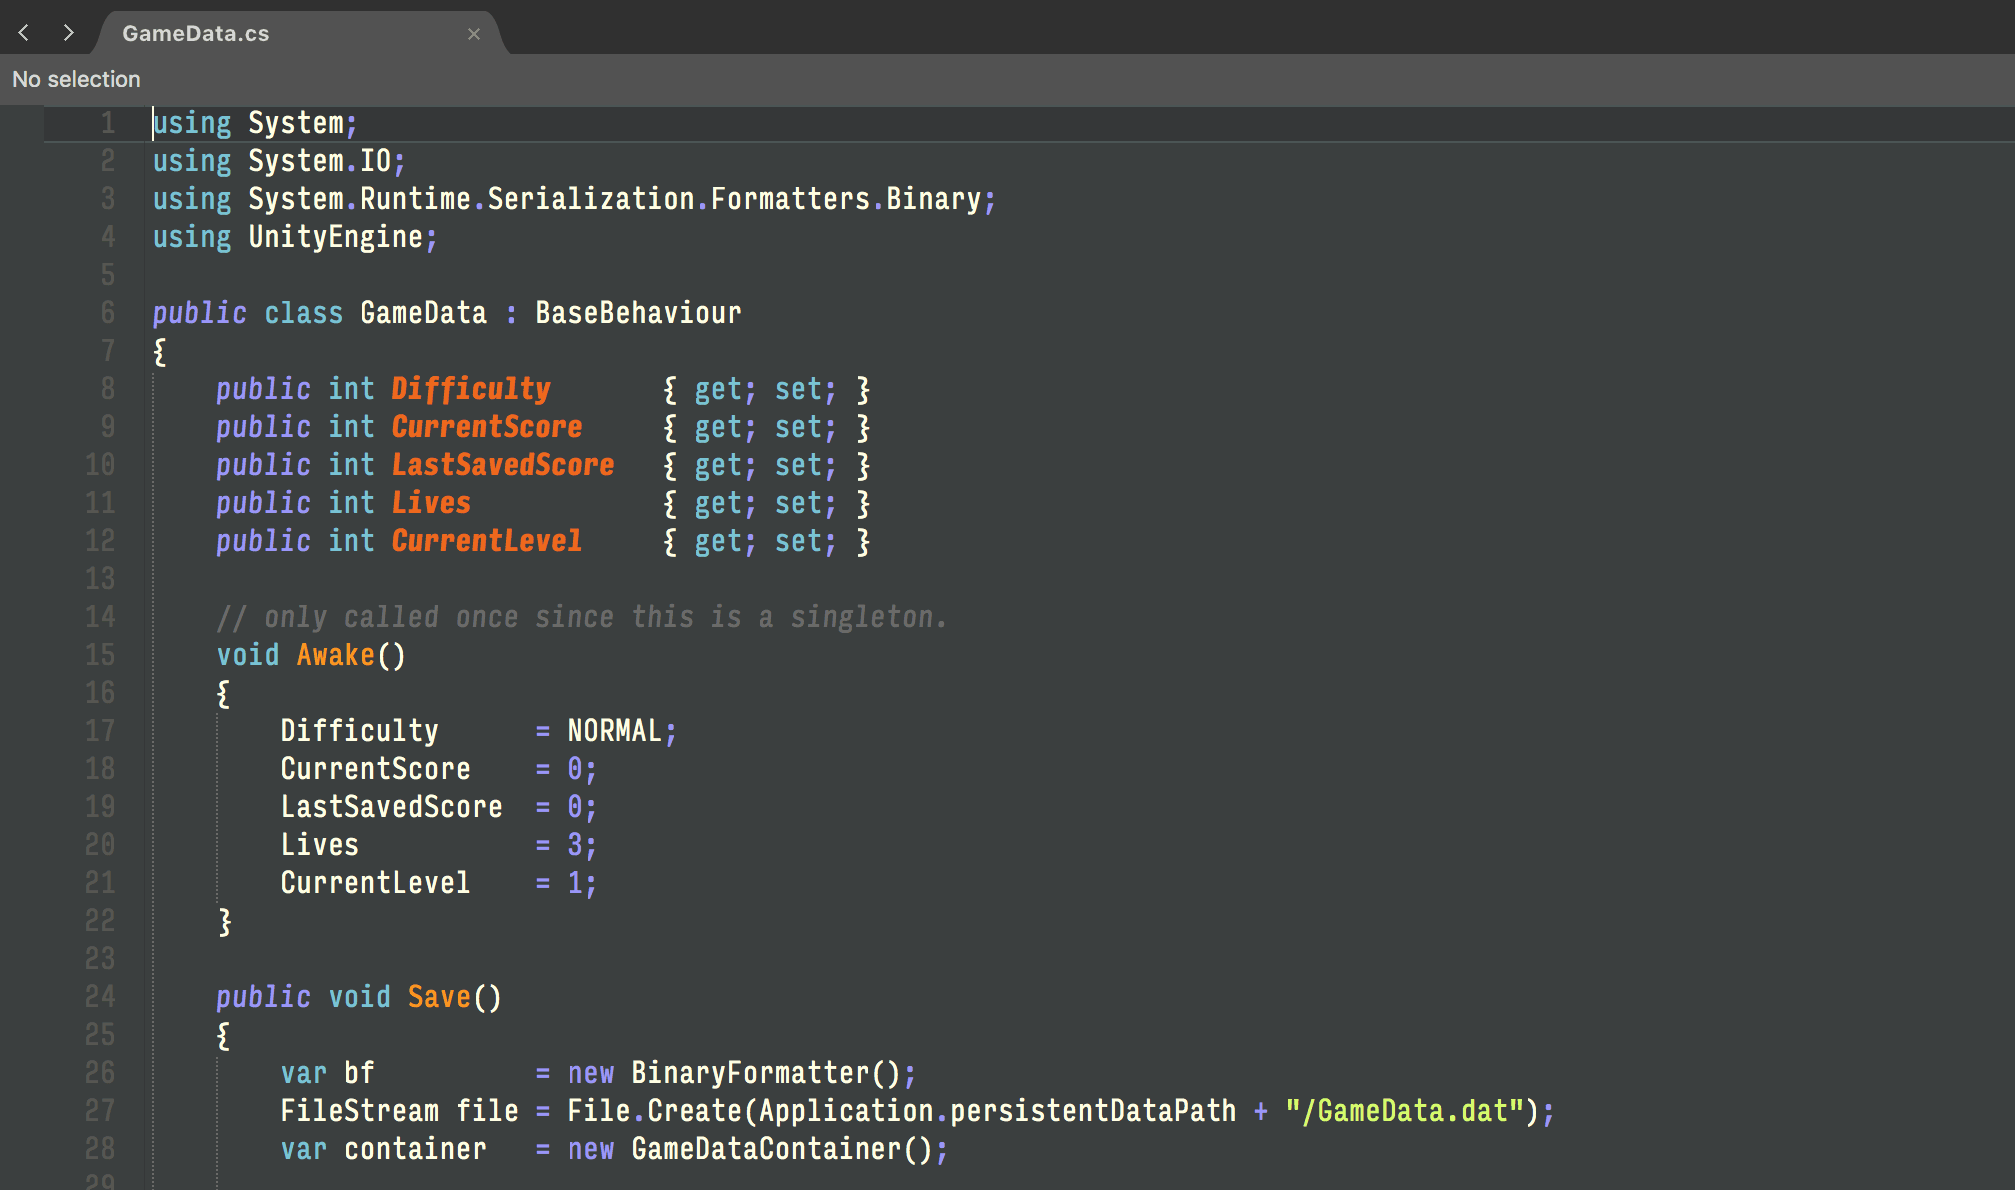 GameData.cs
No selection
1 using System;
2 using System.IO;
3 using System.Runtime.Serialization.Formatters.Binary;
4 using UnityEngine;
5
6 public class GameData : BaseBehaviour
7 {
8     public int Difficulty       { get; set; }
9     public int CurrentScore     { get; set; }
10     public int LastSavedScore   { get; set; }
11     public int Lives            { get; set; }
12     public int CurrentLevel     { get; set; }
13
14     // only called once since this is a singleton.
15     void Awake()
16     {
17         Difficulty      = NORMAL;
18         CurrentScore    = 0;
19         LastSavedScore  = 0;
20         Lives           = 3;
21         CurrentLevel    = 1;
22     }
23
24     public void Save()
25     {
26         var bf          = new BinaryFormatter();
27         FileStream file = File.Create(Application.persistentDataPath + "/GameData.dat");
28         var container   = new GameDataContainer();
29